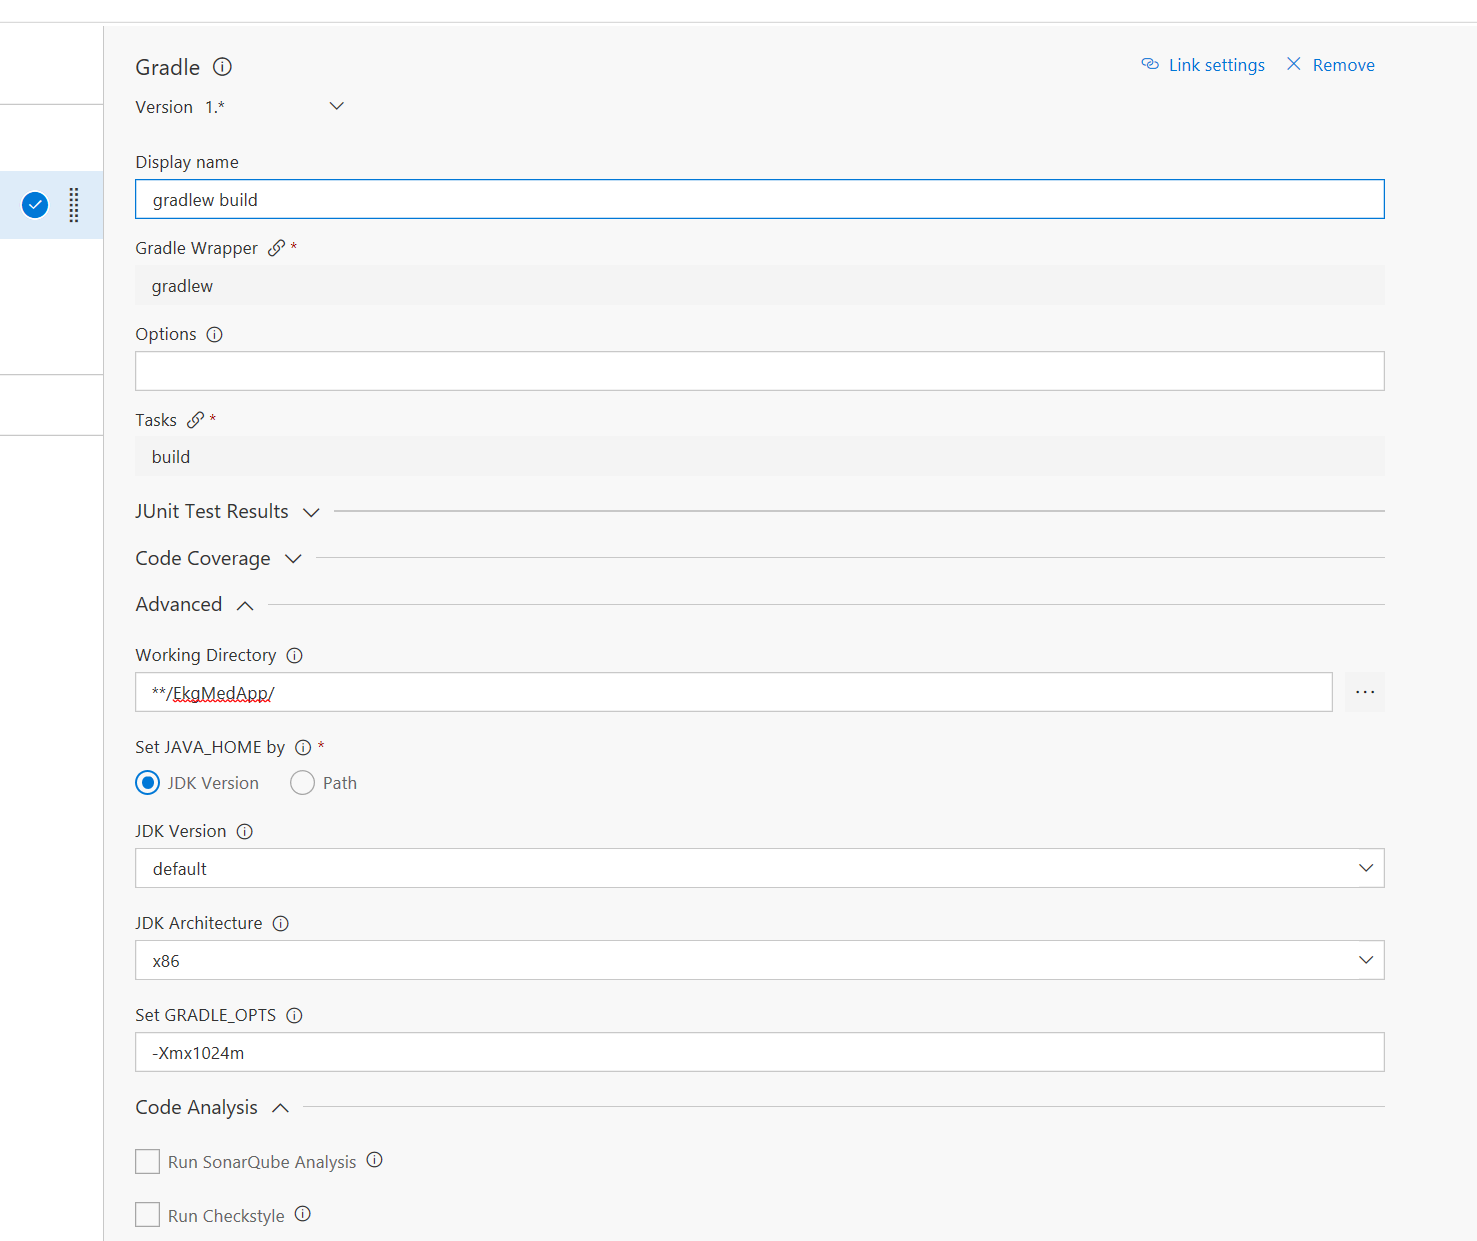 Gradle
Link settings
Remove
Version 1.*
Display name
gradlew build
Gradle Wrapper *
gradlew
Options
Tasks *
build
JUnit Test Results
Code Coverage
Advanced
Working Directory
**/EkgMedApp/
...
Set JAVA_HOME by *
JDK Version Path
JDK Version
default
JDK Architecture
x86
Set GRADLE_OPTS
-Xmx1024m
Code Analysis
Run SonarQube Analysis
Run Checkstyle